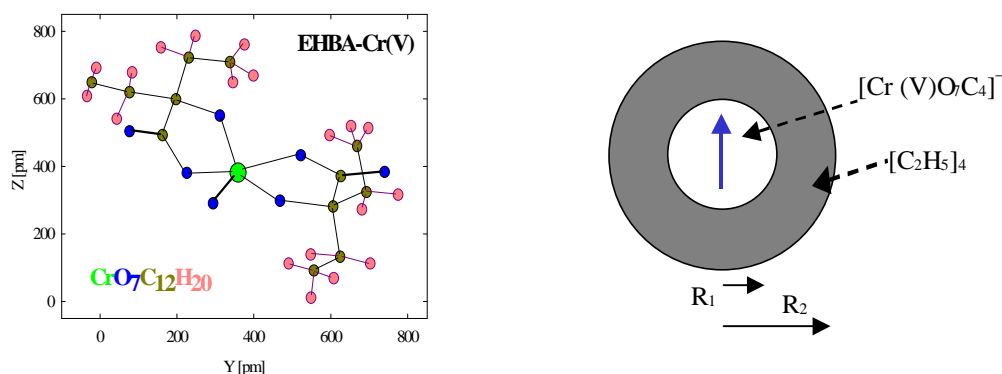 EHBA-Cr(V)
800
600
400
200
0
Z [pm]
CrO7C12H20
0
200
400
600
800
Y [pm]
[Cr (V)O7C4]−
[C2H5]4
R1
R2